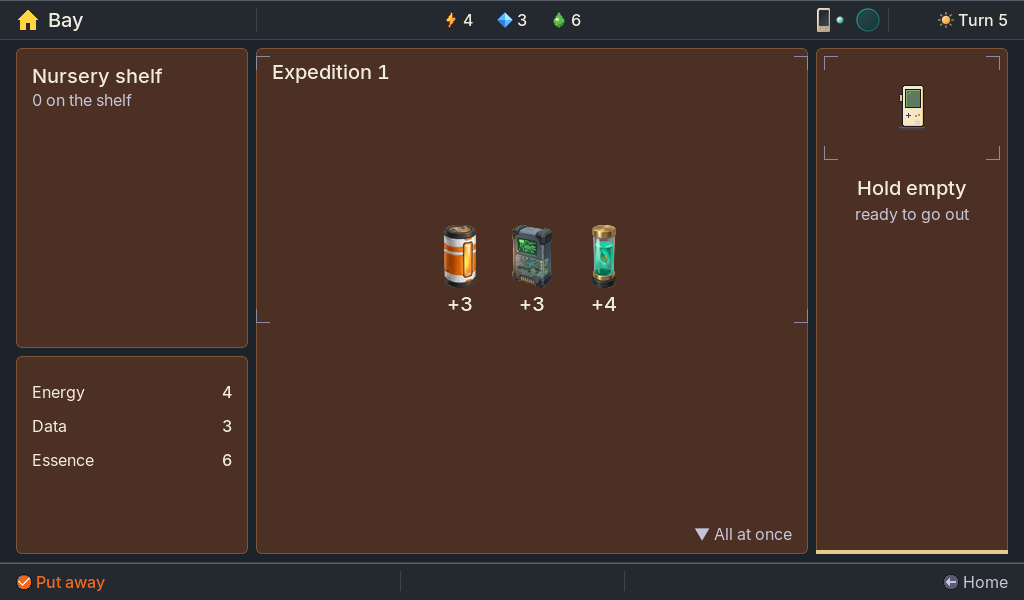 Bay
4
3
6
Turn 5
Nursery shelf
0 on the shelf
Expedition 1
+3
+3
+4
Hold empty
ready to go out
Energy 4
Data 3
Essence 6
All at once
Put away
Home